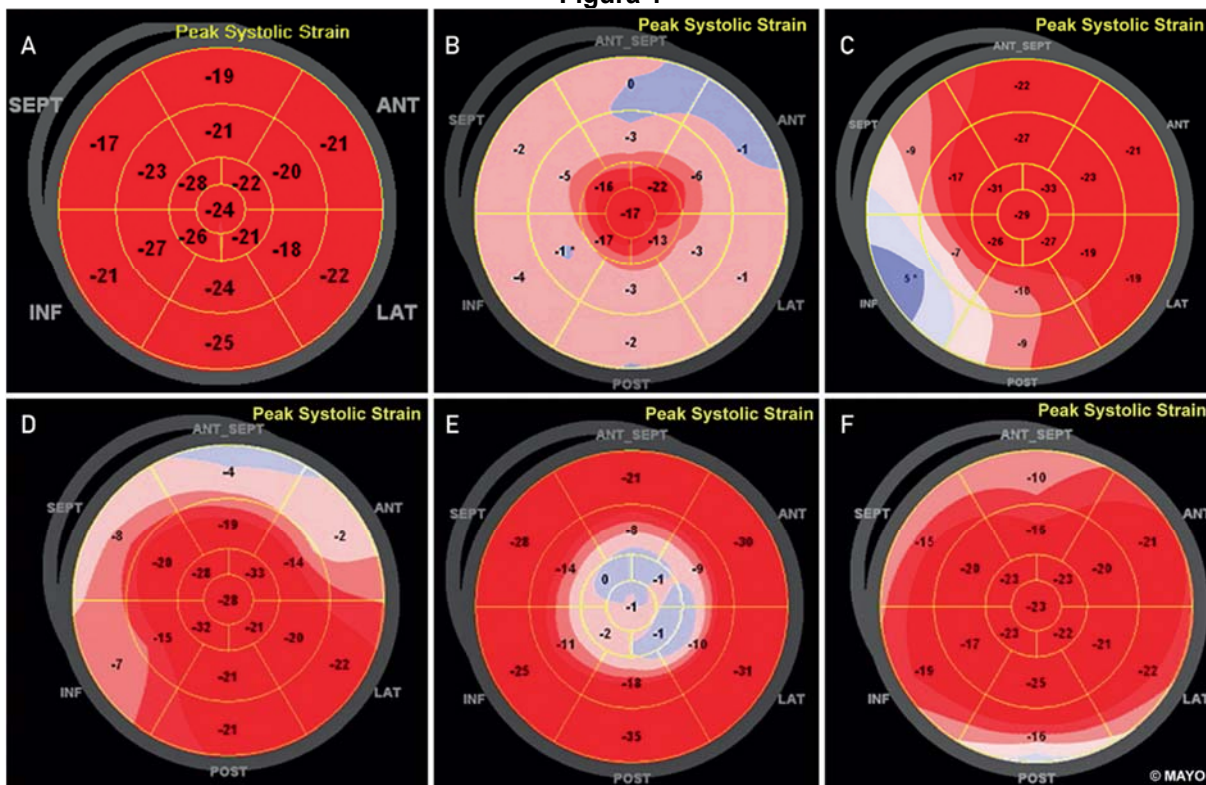 Figura
A
Peak Systolic Strain
SEPT
ANT
INF
LAT
-19
-17
-21
-21
-23
-20
-28
-22
-24
-26
-21
-27
-18
-21
-22
-24
-25
B
Peak Systolic Strain
ANT_SEPT
SEPT
ANT
INF
LAT
POST
0
-2
-1
-3
-5
-6
-16
-22
-17
-17
-13
-1*
-3
-4
-1
-3
-2
C
Peak Systolic Strain
ANT_SEPT
SEPT
ANT
INF
LAT
POST
-22
-9
-21
-27
-17
-23
-31
-33
-29
-26
-27
-7
-19
5*
-19
-10
-9
D
Peak Systolic Strain
ANT_SEPT
SEPT
ANT
INF
LAT
POST
-4
-8
-2
-19
-20
-14
-28
-33
-28
-32
-21
-15
-20
-7
-22
-21
-21
E
Peak Systolic Strain
ANT_SEPT
SEPT
ANT
INF
LAT
POST
-21
-28
-30
-8
-14
-9
0
-1
-1
-2
-1
-11
-10
-25
-31
-18
-35
F
Peak Systolic Strain
ANT_SEPT
SEPT
ANT
INF
LAT
POST
-10
-15
-21
-16
-20
-20
-23
-23
-23
-23
-22
-17
-21
-19
-22
-25
-16
© MAYO